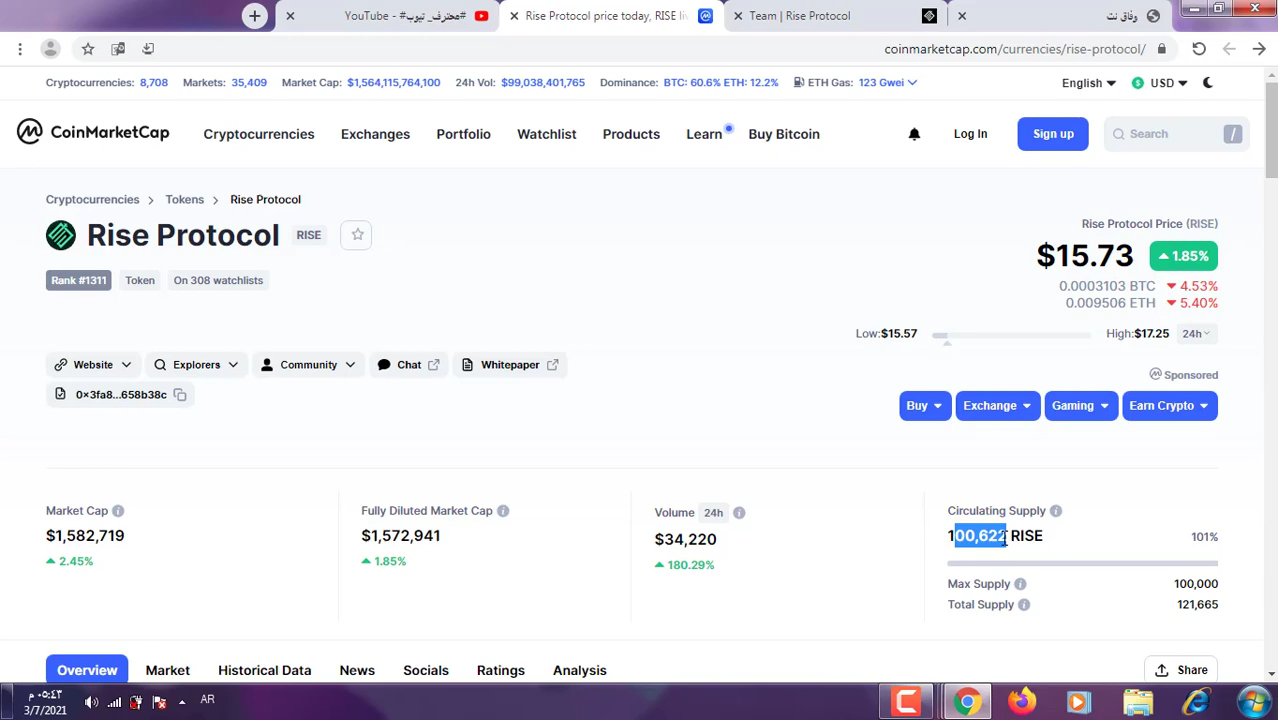 #محترف_تيوب# - YouTube
Rise Protocol price today, RISE li
Team | Rise Protocol
وفاق نت
coinmarketcap.com/currencies/rise-protocol/
Cryptocurrencies: 8,708 Markets: 35,409 Market Cap: $1,564,115,764,100 24h Vol: $99,038,401,765 Dominance: BTC: 60.6% ETH: 12.2% ETH Gas: 123 Gwei English USD
CoinMarketCap Cryptocurrencies Exchanges Portfolio Watchlist Products Learn Buy Bitcoin Log In Sign up Search /
Cryptocurrencies > Tokens > Rise Protocol
Rise Protocol RISE
Rise Protocol Price (RISE)
$15.73 1.85%
Rank #1311 Token On 308 watchlists
0.0003103 BTC 4.53%
0.009506 ETH 5.40%
Low: $15.57 High: $17.25 24h
Website Explorers Community Chat Whitepaper
Sponsored
0x3fa8...658b38c
Buy Exchange Gaming Earn Crypto
Market Cap Fully Diluted Market Cap Volume 24h Circulating Supply
$1,582,719 $1,572,941 $34,220 100,622 RISE 101%
2.45% 1.85% 180.29%
Max Supply 100,000
Total Supply 121,665
Overview Market Historical Data News Socials Ratings Analysis Share
٠٥:٤٣ م
3/7/2021
AR